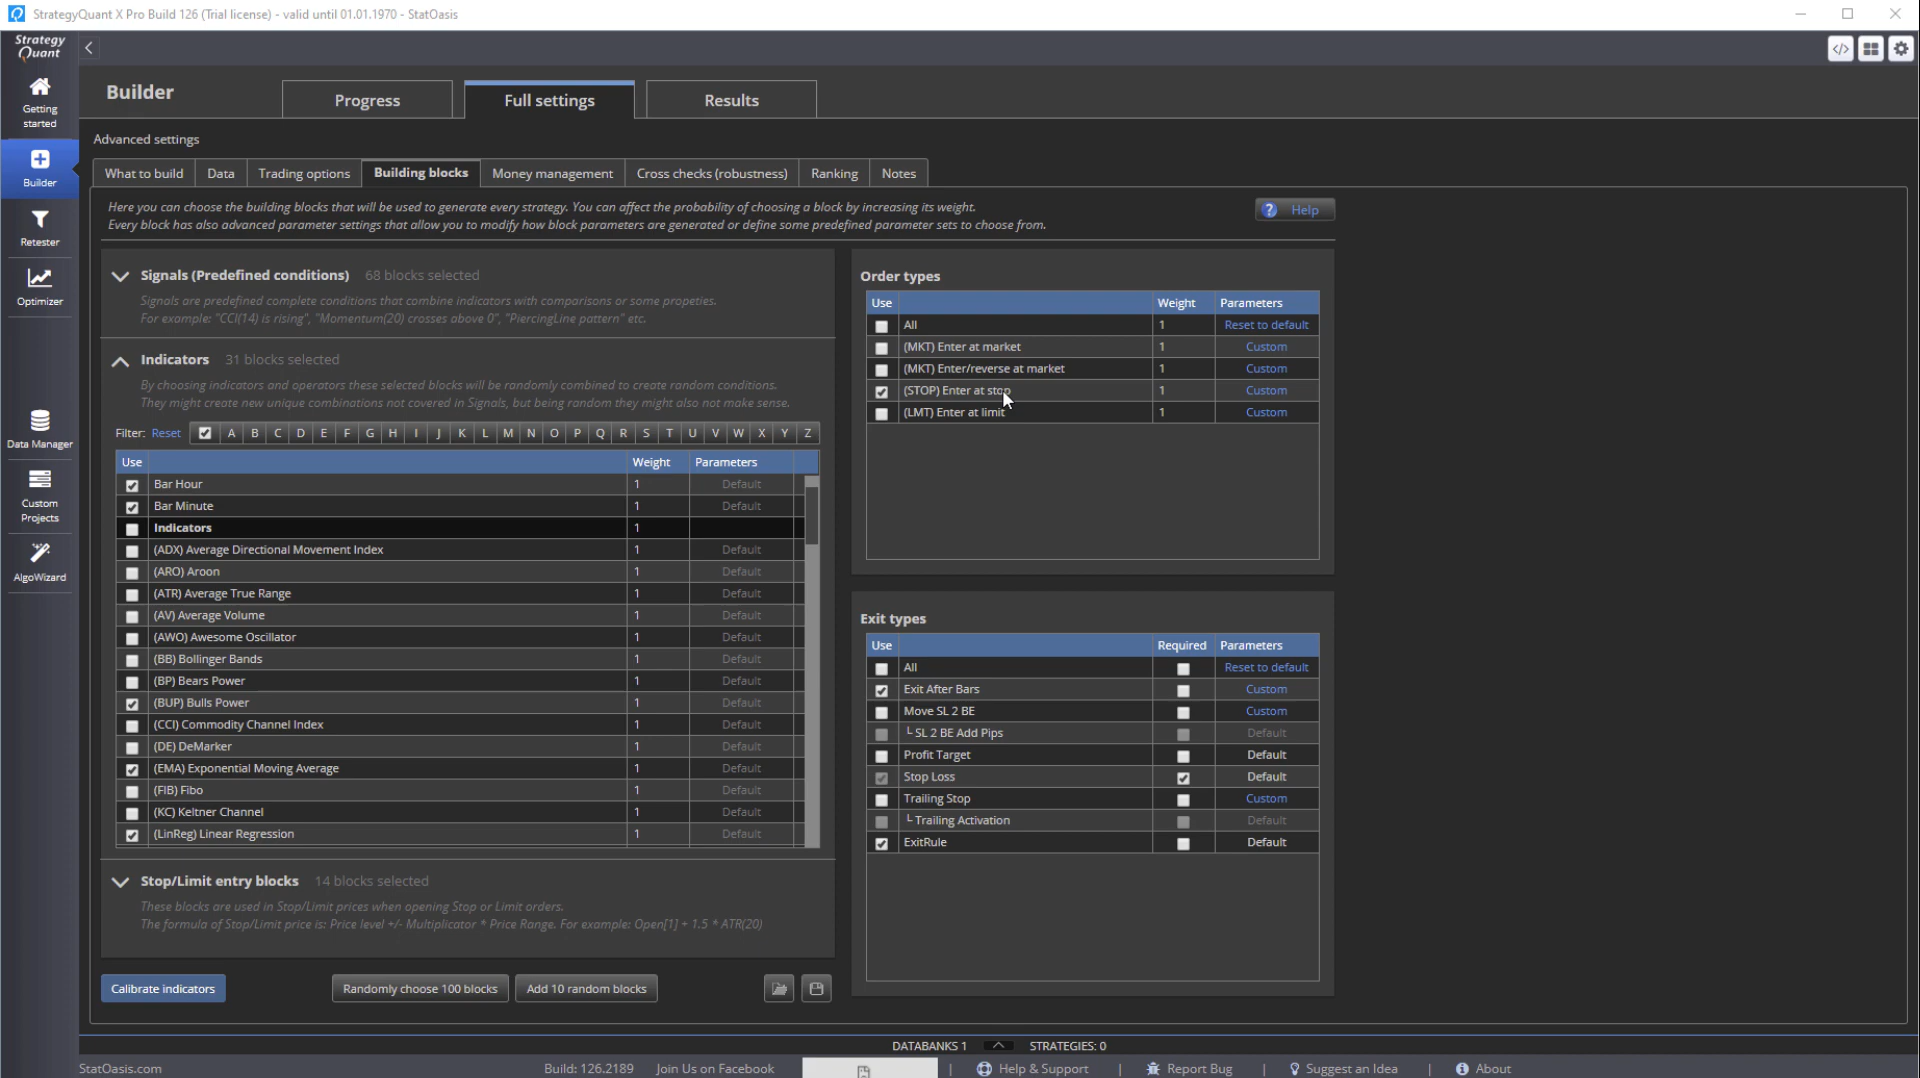 StrategyQuant X Pro Build 126 (Trial license) - valid until 01.01.1970 - StatOasis
Strategy
Quant
Getting
started
Builder
Retester
Optimizer
Data Manager
Custom
Projects
AlgoWizard
Builder
Progress
Full settings
Results
Advanced settings
What to build
Data
Trading options
Building blocks
Money management
Cross checks (robustness)
Ranking
Notes
Here you can choose the building blocks that will be used to generate every strategy. You can affect the probability of choosing a block by increasing its weight.
Every block has also advanced parameter settings that allow you to modify how block parameters are generated or define some predefined parameter sets to choose from.
? Help
Signals (Predefined conditions) 68 blocks selected
Signals are predefined complete conditions that combine indicators with comparisons or some propeties.
For example: "CCI(14) is rising", "Momentum(20) crosses above 0", "PiercingLine pattern" etc.
Indicators 31 blocks selected
By choosing indicators and operators these selected blocks will be randomly combined to create random conditions.
They might create new unique combinations not covered in Signals, but being random they might also not make sense.
Filter: Reset A B C D E F G H I J K L M N O P Q R S T U V W X Y Z
Use Weight Parameters
Bar Hour 1 Default
Bar Minute 1 Default
Indicators 1
(ADX) Average Directional Movement Index 1 Default
(ARO) Aroon 1 Default
(ATR) Average True Range 1 Default
(AV) Average Volume 1 Default
(AWO) Awesome Oscillator 1 Default
(BB) Bollinger Bands 1 Default
(BP) Bears Power 1 Default
(BUP) Bulls Power 1 Default
(CCI) Commodity Channel Index 1 Default
(DE) DeMarker 1 Default
(EMA) Exponential Moving Average 1 Default
(FIB) Fibo 1 Default
(KC) Keltner Channel 1 Default
(LinReg) Linear Regression 1 Default
Stop/Limit entry blocks 14 blocks selected
These blocks are used in Stop/Limit prices when opening Stop or Limit orders.
The formula of Stop/Limit price is: Price level +/- Multiplicator * Price Range. For example: Open[1] + 1.5 * ATR(20)
Calibrate indicators
Randomly choose 100 blocks
Add 10 random blocks
Order types
Use Weight Parameters
All 1 Reset to default
(MKT) Enter at market 1 Custom
(MKT) Enter/reverse at market 1 Custom
(STOP) Enter at stop 1 Custom
(LMT) Enter at limit 1 Custom
Exit types
Use Required Parameters
All Reset to default
Exit After Bars Custom
Move SL 2 BE Custom
SL 2 BE Add Pips Default
Profit Target Default
Stop Loss Default
Trailing Stop Custom
Trailing Activation Default
ExitRule Default
DATABANKS 1 STRATEGIES: 0
StatOasis.com
Build: 126.2189
Join Us on Facebook
Help & Support
Report Bug
Suggest an Idea
About